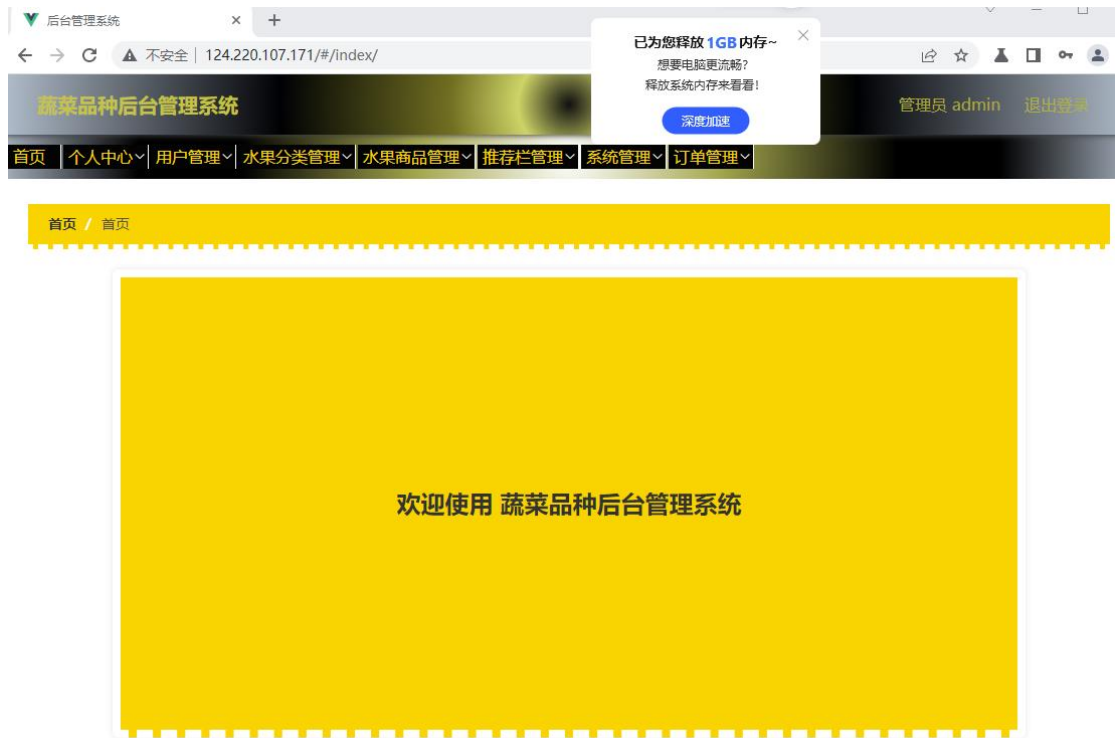 后台管理系统
不安全 124.220.107.171/#/index/
已为您释放1GB内存~
想要电脑更流畅?
释放系统内存来看看!
深度加速
蔬菜品种后台管理系统
管理员 admin 退出登录
首页 个人中心 用户管理 水果分类管理 水果商品管理 推荐栏管理 系统管理 订单管理
首页 / 首页
欢迎使用 蔬菜品种后台管理系统